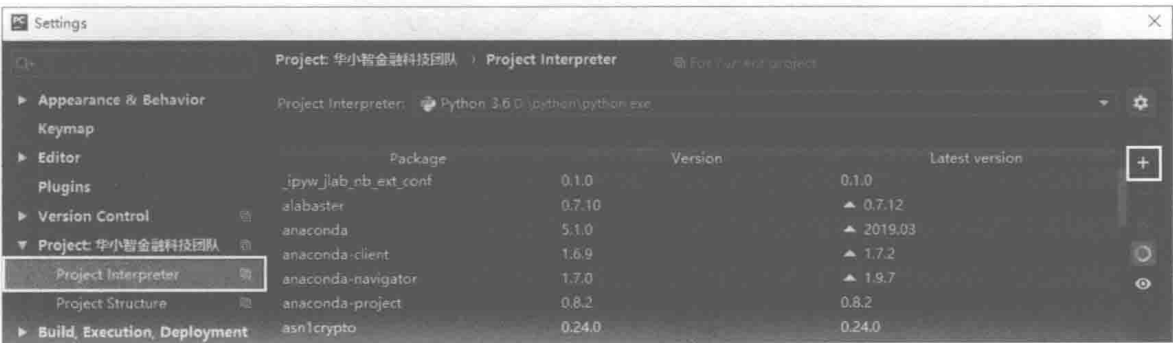 PC Settings
Project: 华小智金融科技团队 › Project Interpreter For current project
Appearance & Behavior
Project Interpreter: Python 3.6 D:\python\python.exe
Keymap
Editor
Package Version Latest version
_ipyw_jlab_nb_ext_conf 0.1.0 0.1.0
Plugins
alabaster 0.7.10 0.7.12
Version Control
anaconda 5.1.0 2019.03
Project: 华小智金融科技团队
anaconda-client 1.6.9 1.7.2
Project Interpreter
anaconda-navigator 1.7.0 1.9.7
Project Structure
anaconda-project 0.8.2 0.8.2
Build, Execution, Deployment
asn1crypto 0.24.0 0.24.0